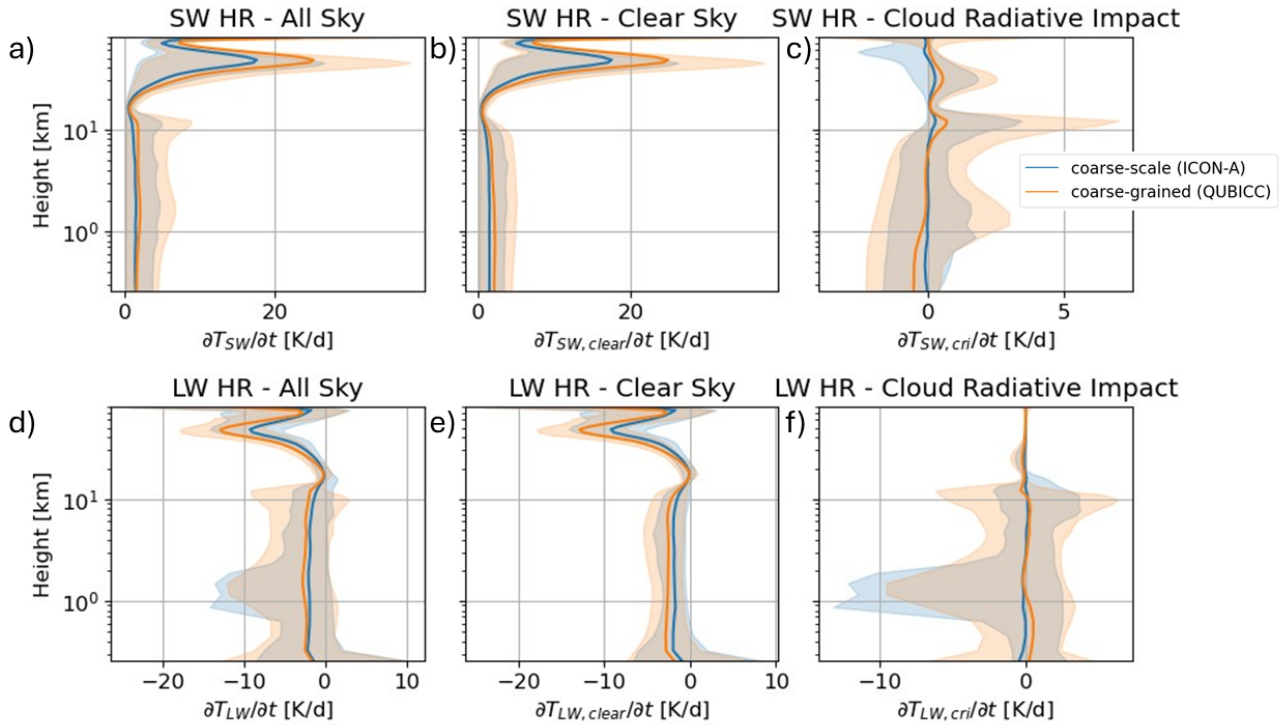 SW HR - All Sky
SW HR - Clear Sky
SW HR - Cloud Radiative Impact
a)
b)
c)
Height [km]
10¹
10⁰
coarse-scale (ICON-A)
coarse-grained (QUBICC)
0 20
0 20
0 5
∂T_SW/∂t [K/d]
∂T_SW,clear/∂t [K/d]
∂T_SW,cri/∂t [K/d]
LW HR - All Sky
LW HR - Clear Sky
LW HR - Cloud Radiative Impact
d)
e)
f)
Height [km]
10¹
10⁰
−20 −10 0 10
−20 −10 0 10
−10 0
∂T_LW/∂t [K/d]
∂T_LW,clear/∂t [K/d]
∂T_LW,cri/∂t [K/d]